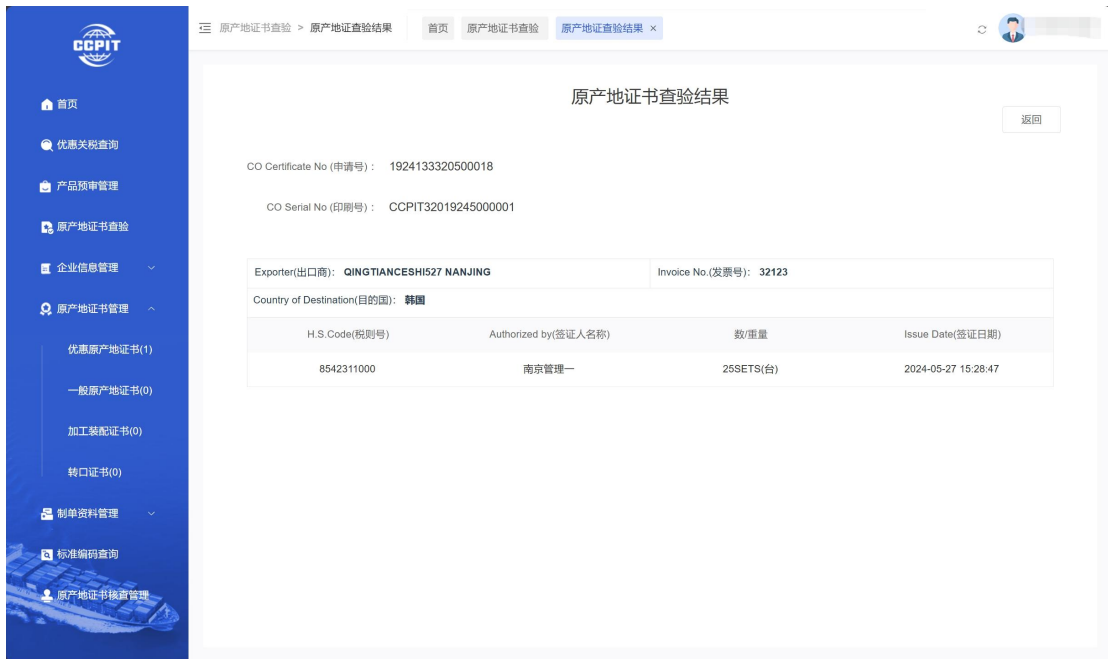 CCPIT
原产地证书查验 > 原产地证查验结果
首页
原产地证书查验
原产地证查验结果 ×
首页
优惠关税查询
产品预审管理
原产地证书查验
企业信息管理
原产地证书管理
优惠原产地证书(1)
一般原产地证书(0)
加工装配证书(0)
转口证书(0)
制单资料管理
标准编码查询
原产地证书核查管理
原产地证书查验结果
返回
CO Certificate No (申请号) : 1924133320500018
CO Serial No (印刷号) : CCPIT32019245000001
Exporter(出口商): QINGTIANCESHI527 NANJING Invoice No.(发票号): 32123
Country of Destination(目的国): 韩国
H.S.Code(税则号) Authorized by(签证人名称) 数/重量 Issue Date(签证日期)
8542311000 南京管理一 25SETS(台) 2024-05-27 15:28:47